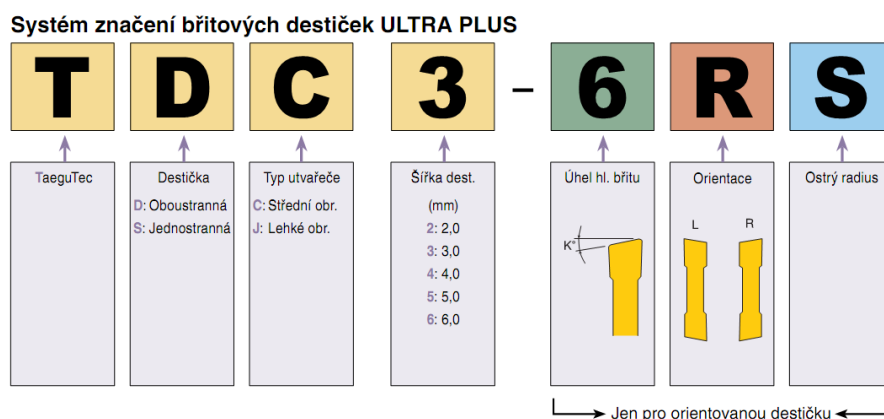 Systém značení břitových destiček ULTRA PLUS
T D C 3 – 6 R S
TaeguTec
Destička
D: Oboustranná
S: Jednostranná
Typ utvařeče
C: Střední obr.
J: Lehké obr.
Šířka dest.
(mm)
2: 2,0
3: 3,0
4: 4,0
5: 5,0
6: 6,0
Úhel hl. břitu
K°
Orientace
L R
Ostrý radius
Jen pro orientovanou destičku